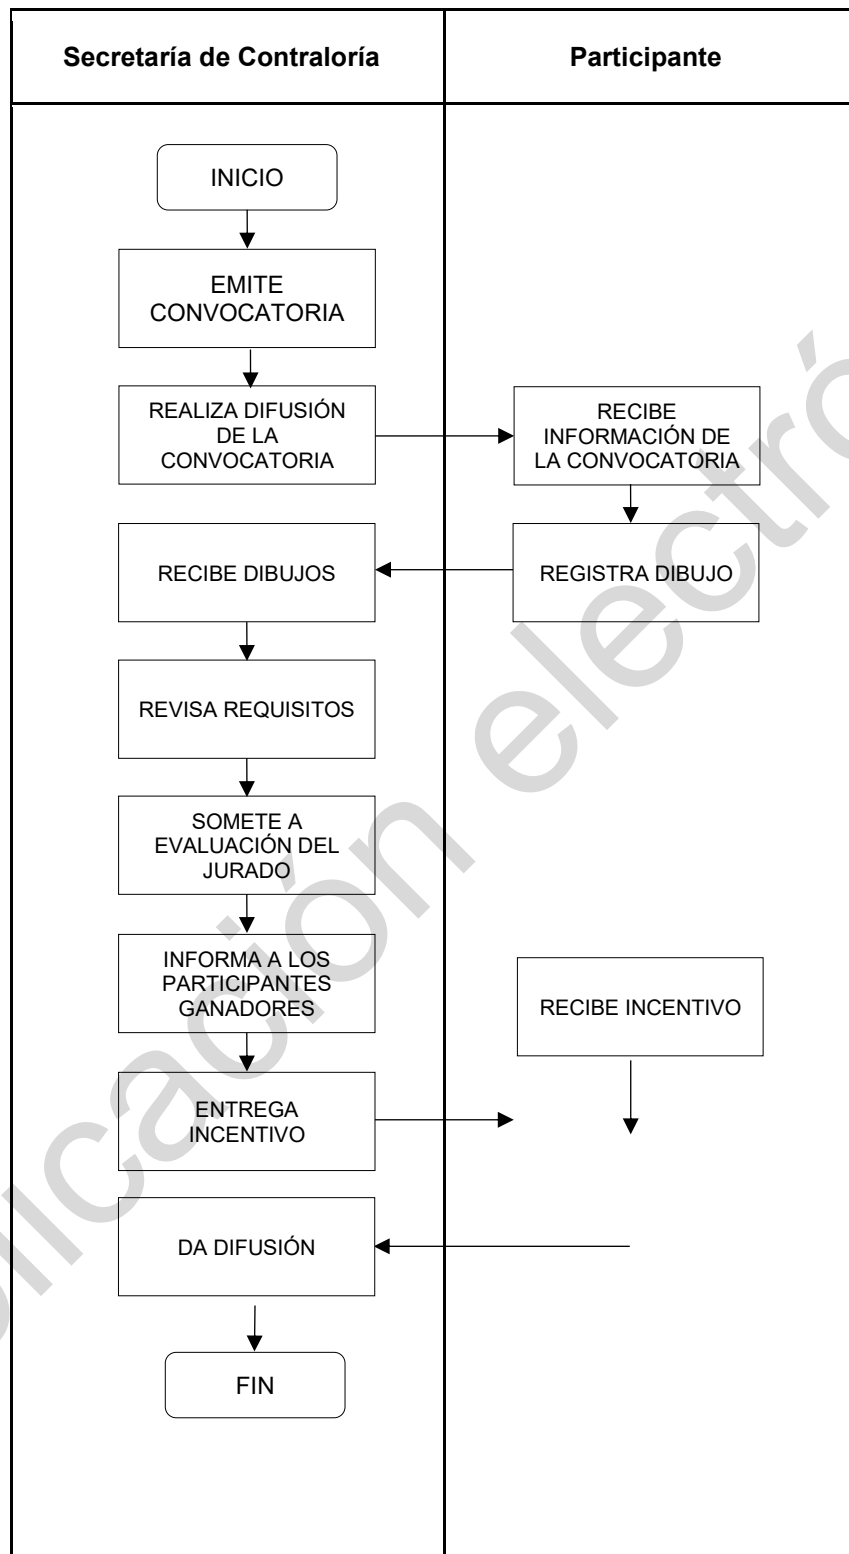 Secretaría de Contraloría
Participante
INICIO
EMITE
CONVOCATORIA
REALIZA DIFUSIÓN
DE LA
CONVOCATORIA
RECIBE
INFORMACIÓN DE
LA CONVOCATORIA
RECIBE DIBUJOS
REGISTRA DIBUJO
REVISA REQUISITOS
SOMETE A
EVALUACIÓN DEL
JURADO
INFORMA A LOS
PARTICIPANTES
GANADORES
RECIBE INCENTIVO
ENTREGA
INCENTIVO
DA DIFUSIÓN
FIN
blicación electró